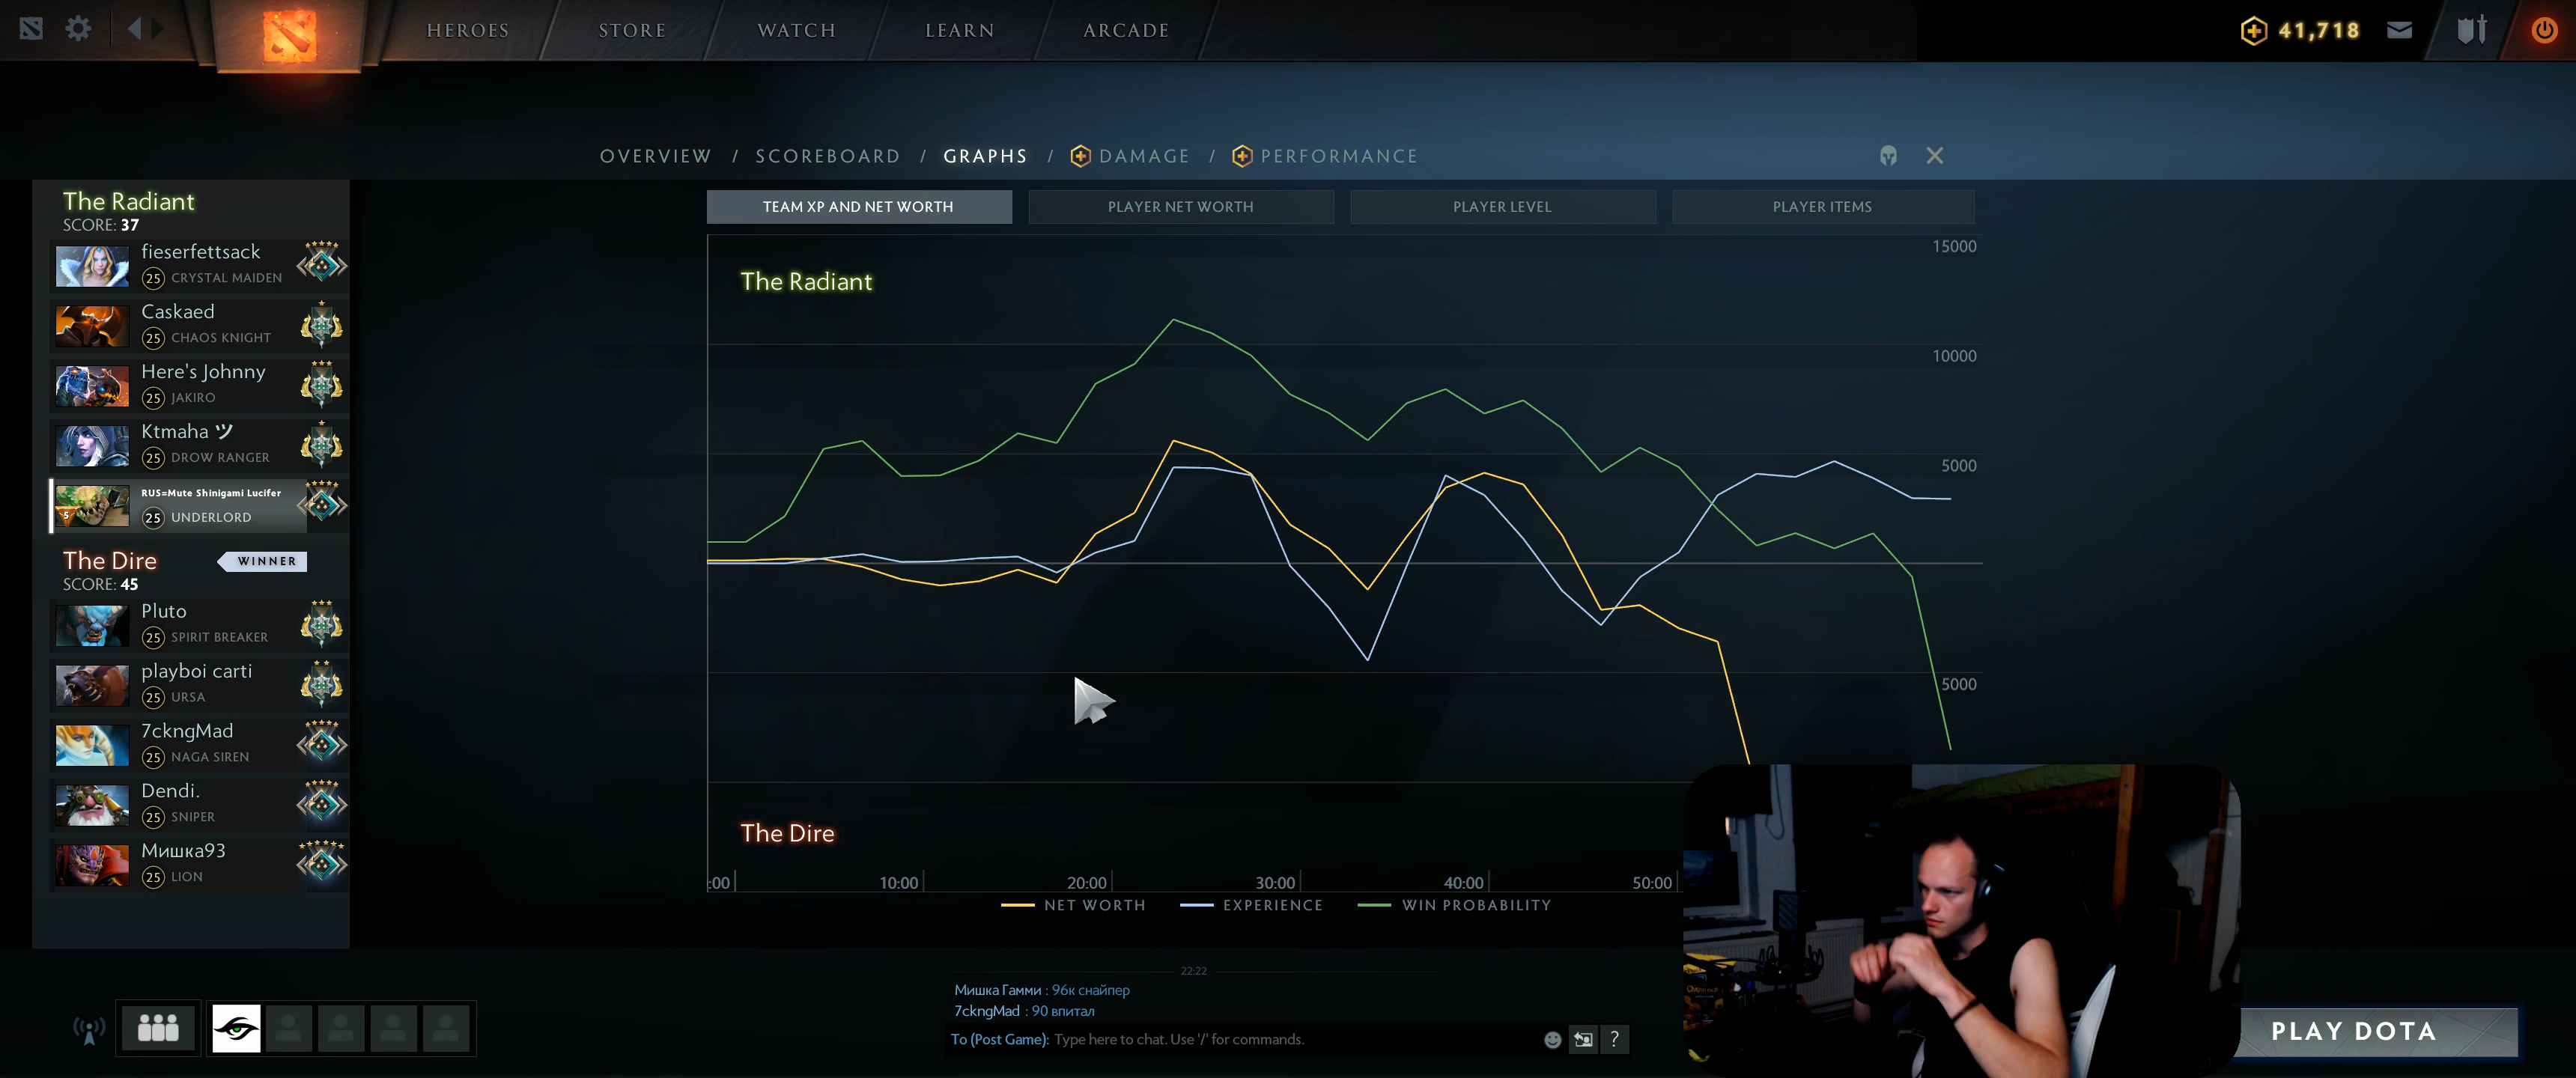 HEROES
STORE
WATCH
LEARN
ARCADE
41,718
OVERVIEW / SCOREBOARD / GRAPHS / DAMAGE / PERFORMANCE
TEAM XP AND NET WORTH
PLAYER NET WORTH
PLAYER LEVEL
PLAYER ITEMS
The Radiant
SCORE: 37
fieserfettsack
25 CRYSTAL MAIDEN
Caskaed
25 CHAOS KNIGHT
Here's Johnny
25 JAKIRO
Ktmaha ツ
25 DROW RANGER
RUS=Mute Shinigami Lucifer
5
25 UNDERLORD
The Dire
WINNER
SCORE: 45
Pluto
25 SPIRIT BREAKER
playboi carti
25 URSA
7ckngMad
25 NAGA SIREN
Dendi.
25 SNIPER
Мишка93
25 LION
The Radiant
15000
10000
5000
5000
The Dire
:00
10:00
20:00
30:00
40:00
50:00
NET WORTH
EXPERIENCE
WIN PROBABILITY
22:22
Мишка Гамми : 96к снайпер
7ckngMad : 90 впитал
To (Post Game): Type here to chat. Use '/' for commands.
?
PLAY DOTA